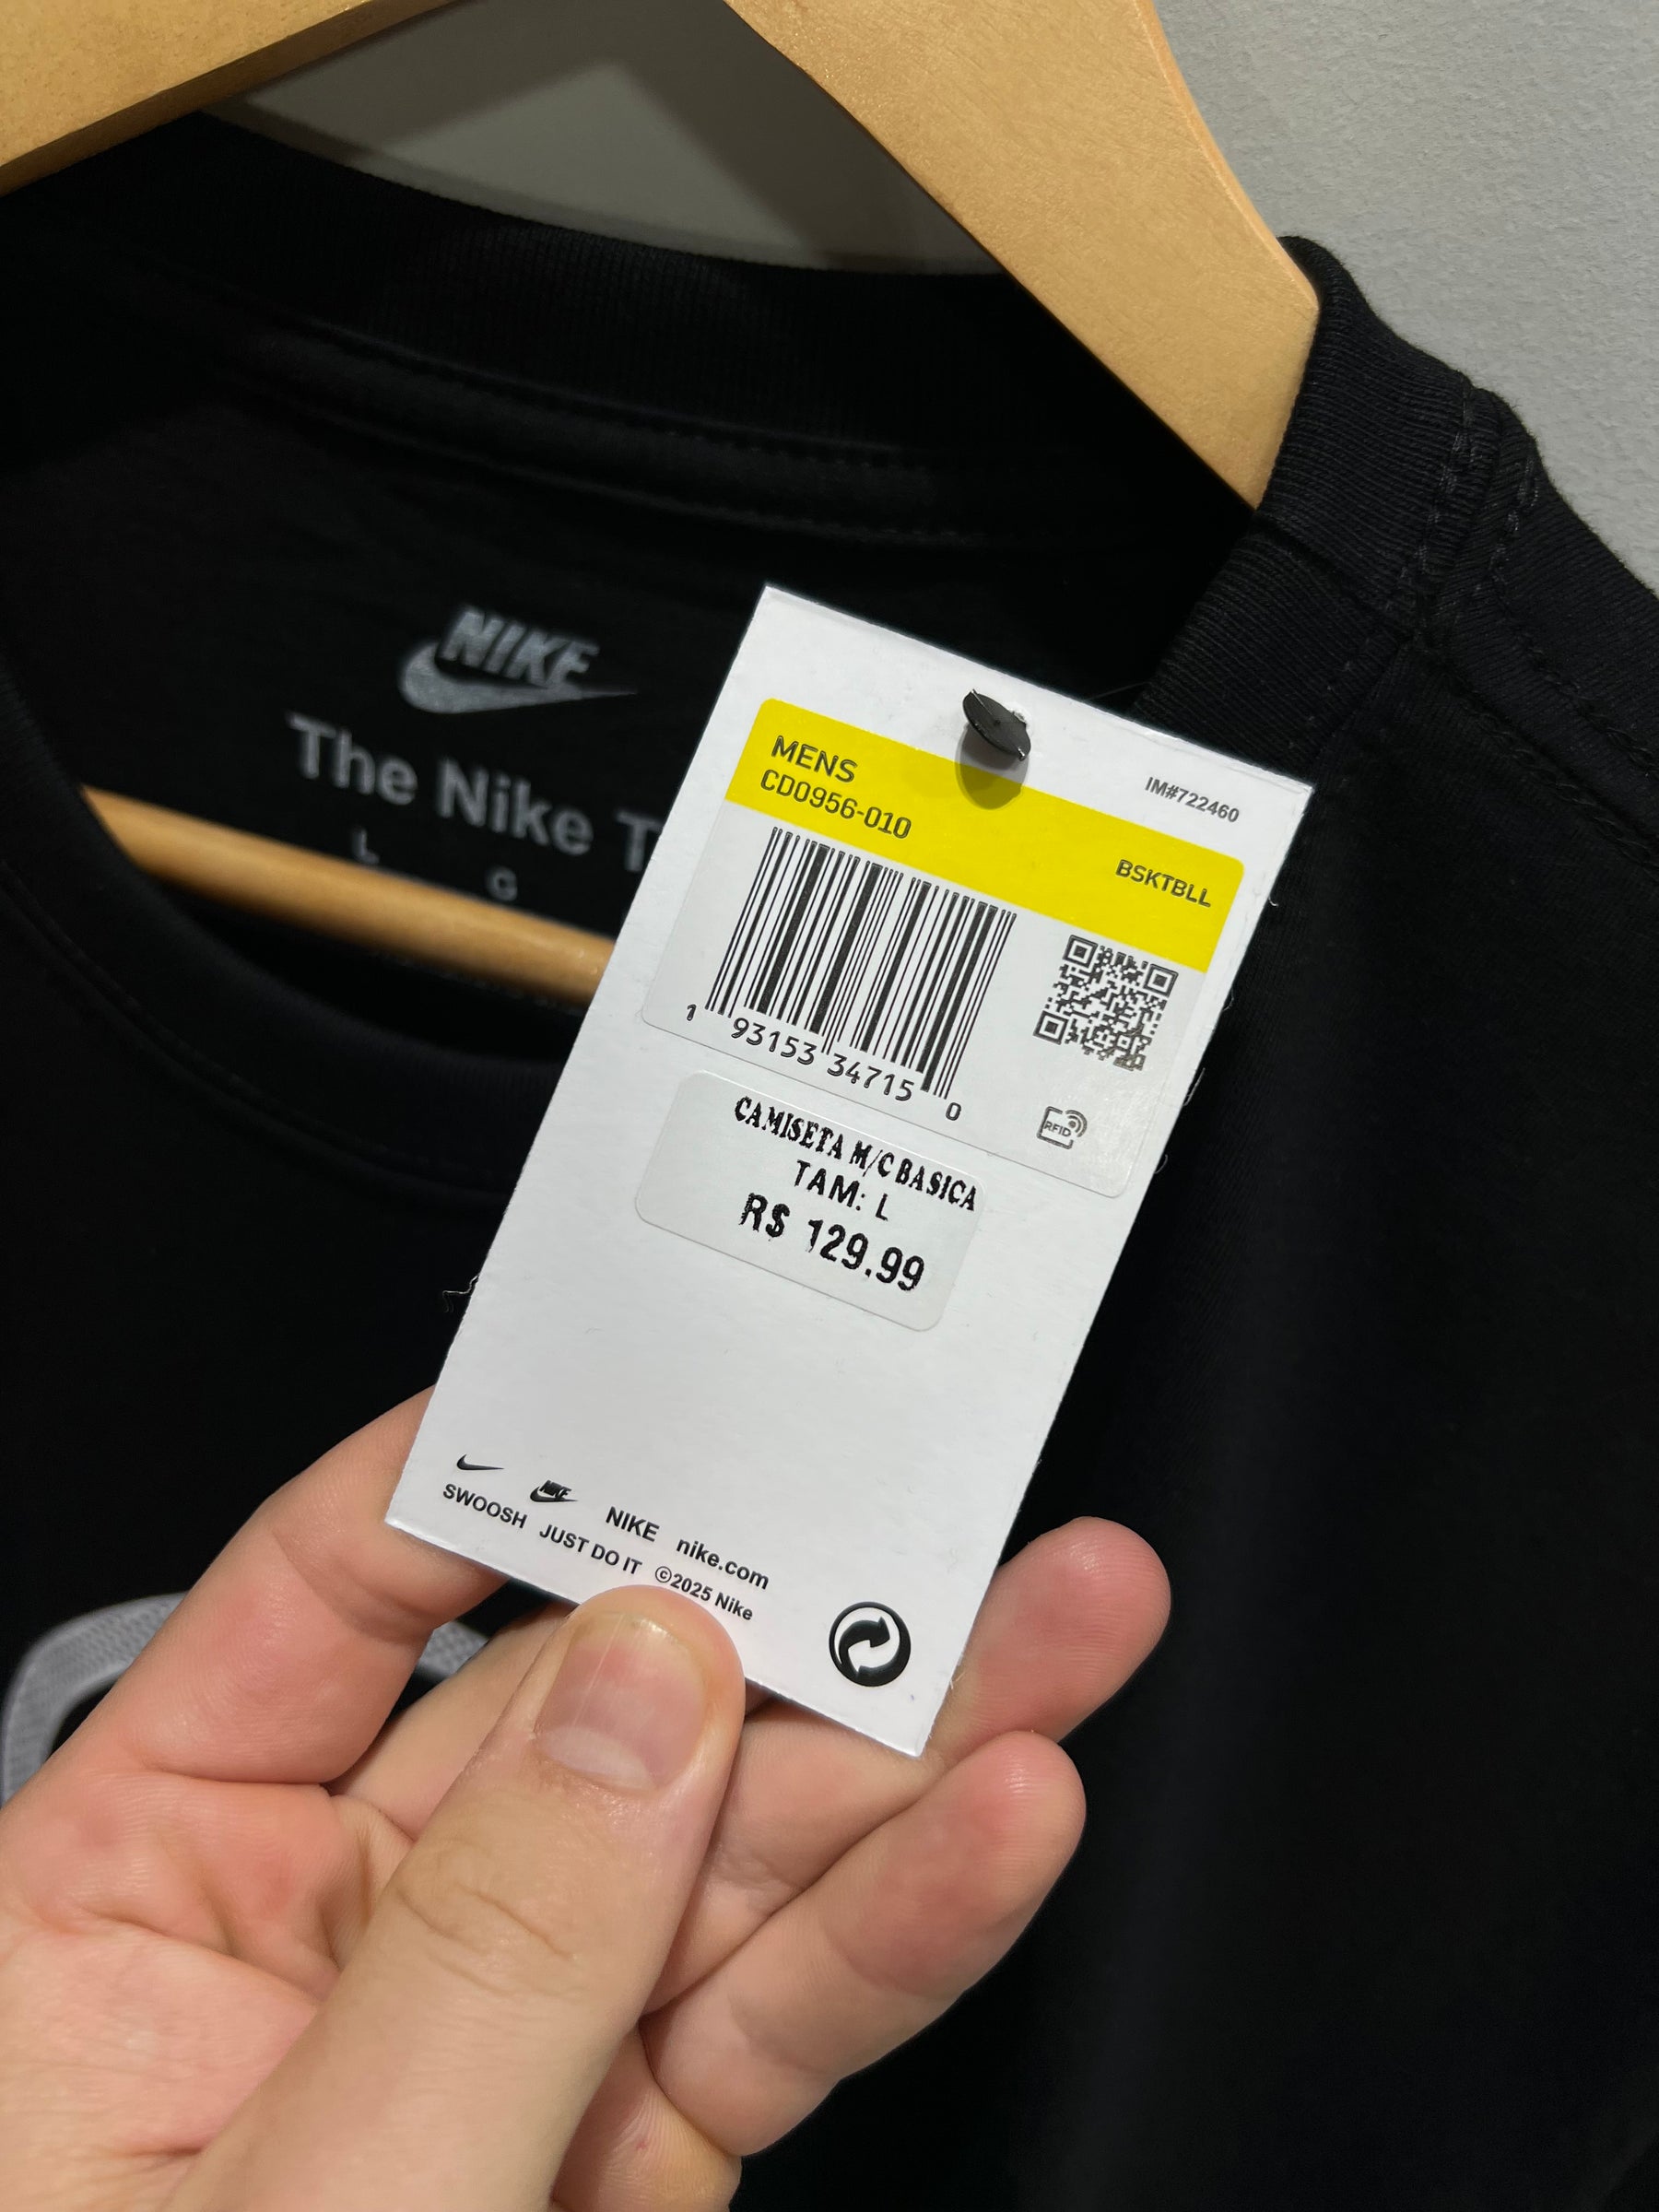 NIKE
The Nike T
L
G
IM#722460
MENS
CD0956-010
BSKTBLL
1 93153 34715 0
RFID
CAMISETA M/C BASICA
TAM: L
R$ 129.99
NIKE NIKE nike.com
SWOOSH JUST DO IT ©2025 Nike